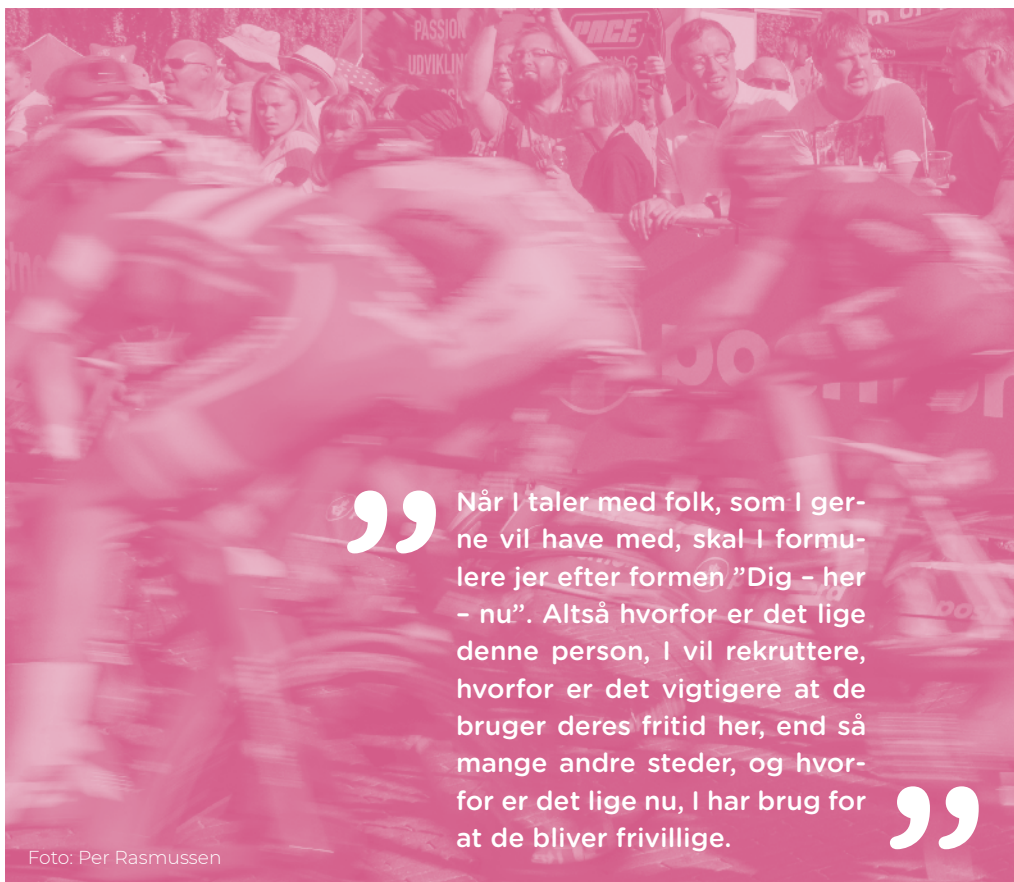 PASSION
UDVIKLIN
PACE
po
”
Når I taler med folk, som I ger-
ne vil have med, skal I formu-
lere jer efter formen ”Dig – her
– nu”. Altså hvorfor er det lige
denne person, I vil rekruttere,
hvorfor er det vigtigere at de
bruger deres fritid her, end så
mange andre steder, og hvor-
for er det lige nu, I har brug for
at de bliver frivillige.
”
Foto: Per Rasmussen